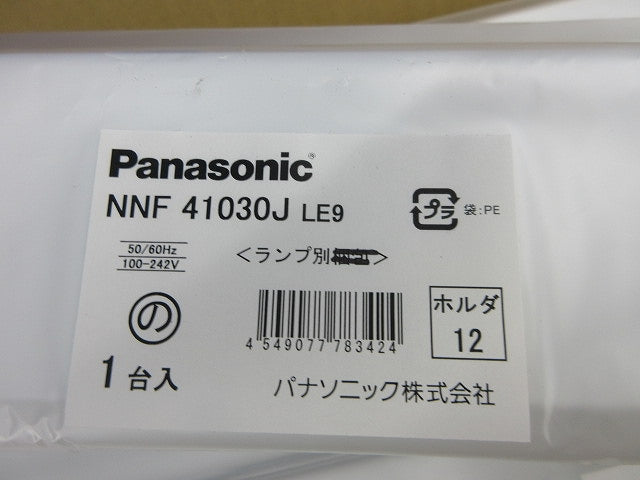 Panasonic®
NNF 41030J LE9
プラ 袋:PE
50/60Hz
100-242V
<ランプ別>
の
4 549077 783424
ホルダ
12
1台入
パナソニック株式会社